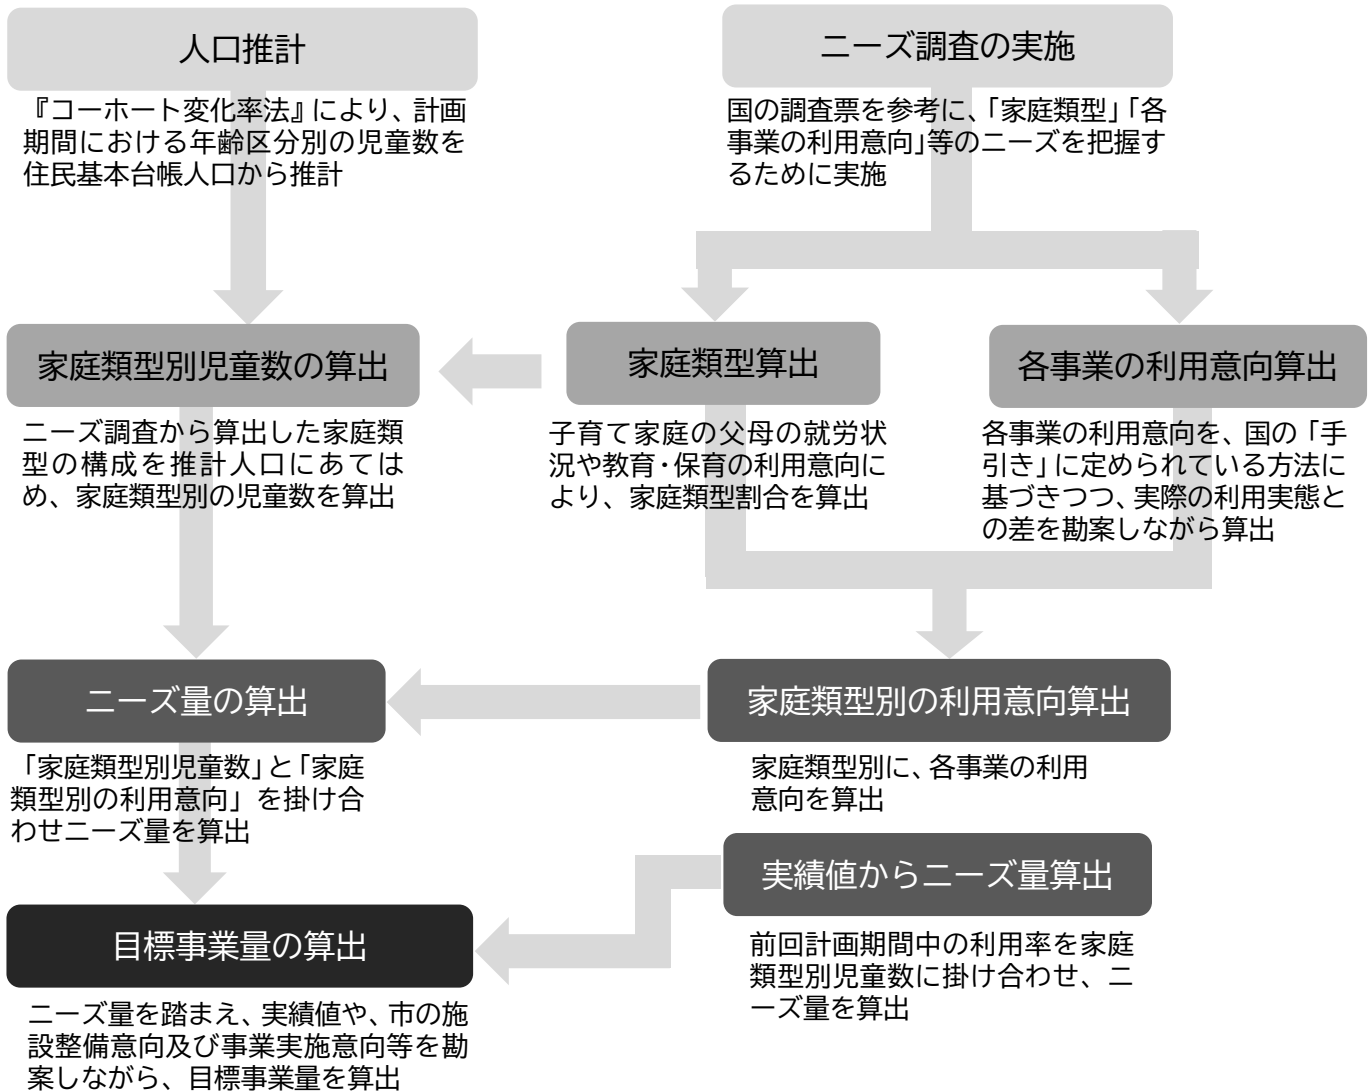 人口推計
『コーホート変化率法』により、計画
期間における年齢区分別の児童数を
住民基本台帳人口から推計
ニーズ調査の実施
国の調査票を参考に、「家庭類型」「各
事業の利用意向」等のニーズを把握す
るために実施
家庭類型別児童数の算出
ニーズ調査から算出した家庭類
型の構成を推計人口にあては
め、家庭類型別の児童数を算出
家庭類型算出
子育て家庭の父母の就労状
況や教育・保育の利用意向に
より、家庭類型割合を算出
各事業の利用意向算出
各事業の利用意向を、国の「手
引き」に定められている方法に
基づきつつ、実際の利用実態と
の差を勘案しながら算出
ニーズ量の算出
「家庭類型別児童数」と「家庭
類型別の利用意向」を掛け合
わせニーズ量を算出
家庭類型別の利用意向算出
家庭類型別に、各事業の利用
意向を算出
実績値からニーズ量算出
前回計画期間中の利用率を家庭
類型別児童数に掛け合わせ、ニ
ーズ量を算出
目標事業量の算出
ニーズ量を踏まえ、実績値や、市の施
設整備意向及び事業実施意向等を勘
案しながら、目標事業量を算出